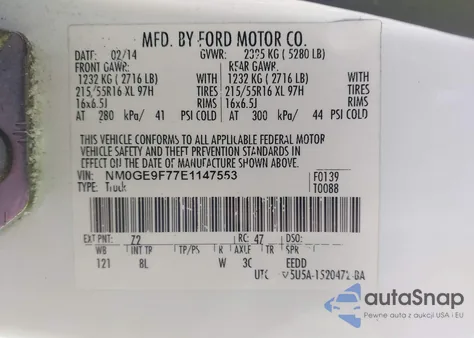 MFD. BY FORD MOTOR CO.
DATE: 02/14 GVWR: 2395 KG ( 5280 LB)
FRONT GAWR: REAR GAWR:
1232 KG ( 2716 LB) WITH 1232 KG ( 2716 LB) WITH
215/55R16 XL 97H TIRES 215/55R16 XL 97H TIRES
16x6.5J RIMS 16x6.5J RIMS
AT 280 kPa/ 41 PSI COLD AT 300 kPa/ 44 PSI COLD
THIS VEHICLE CONFORMS TO ALL APPLICABLE FEDERAL MOTOR
VEHICLE SAFETY AND THEFT PREVENTION STANDARDS IN
EFFECT ON THE DATE OF MANUFACTURE SHOWN ABOVE.
VIN: NM0GE9F77E1147553 F0139
TYPE: Truck T0088
EXT PNT: Z2 RC: 47 DSO:
WB INT TP TP/PS R AXLE TR SPR
121 8L W 3C EEDD
UTC 5U5A-1520472-BA
autoSnap
Pewne auta z aukcji USA i EU